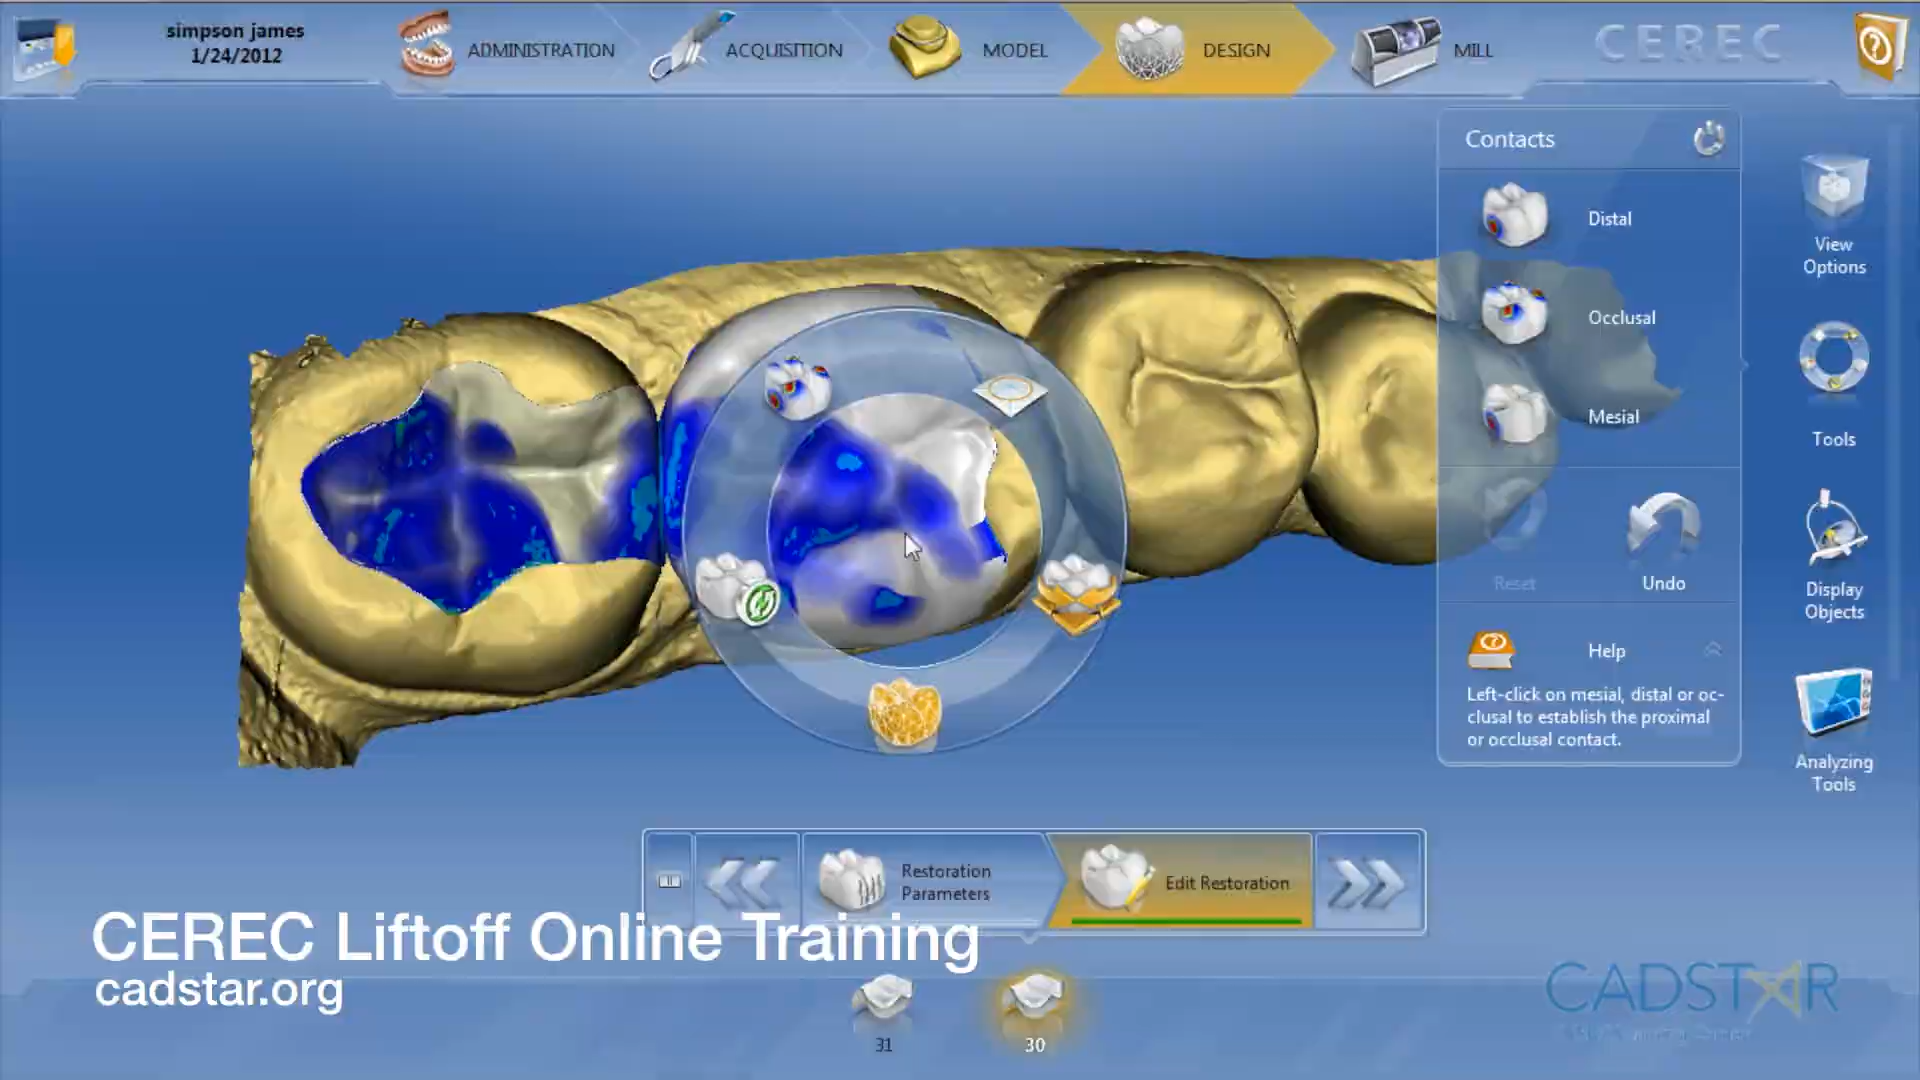 simpson james
1/24/2012
ADMINISTRATION
ACQUISITION
MODEL
DESIGN
MILL
CEREC
Contacts
Distal
Occlusal
Mesial
Reset
Undo
Help
Left-click on mesial, distal or oc-
clusal to establish the proximal
or occlusal contact.
View
Options
Tools
Display
Objects
Analyzing
Tools
Restoration
Parameters
Edit Restoration
CEREC Liftoff Online Training
cadstar.org
31
30
CADSTAR